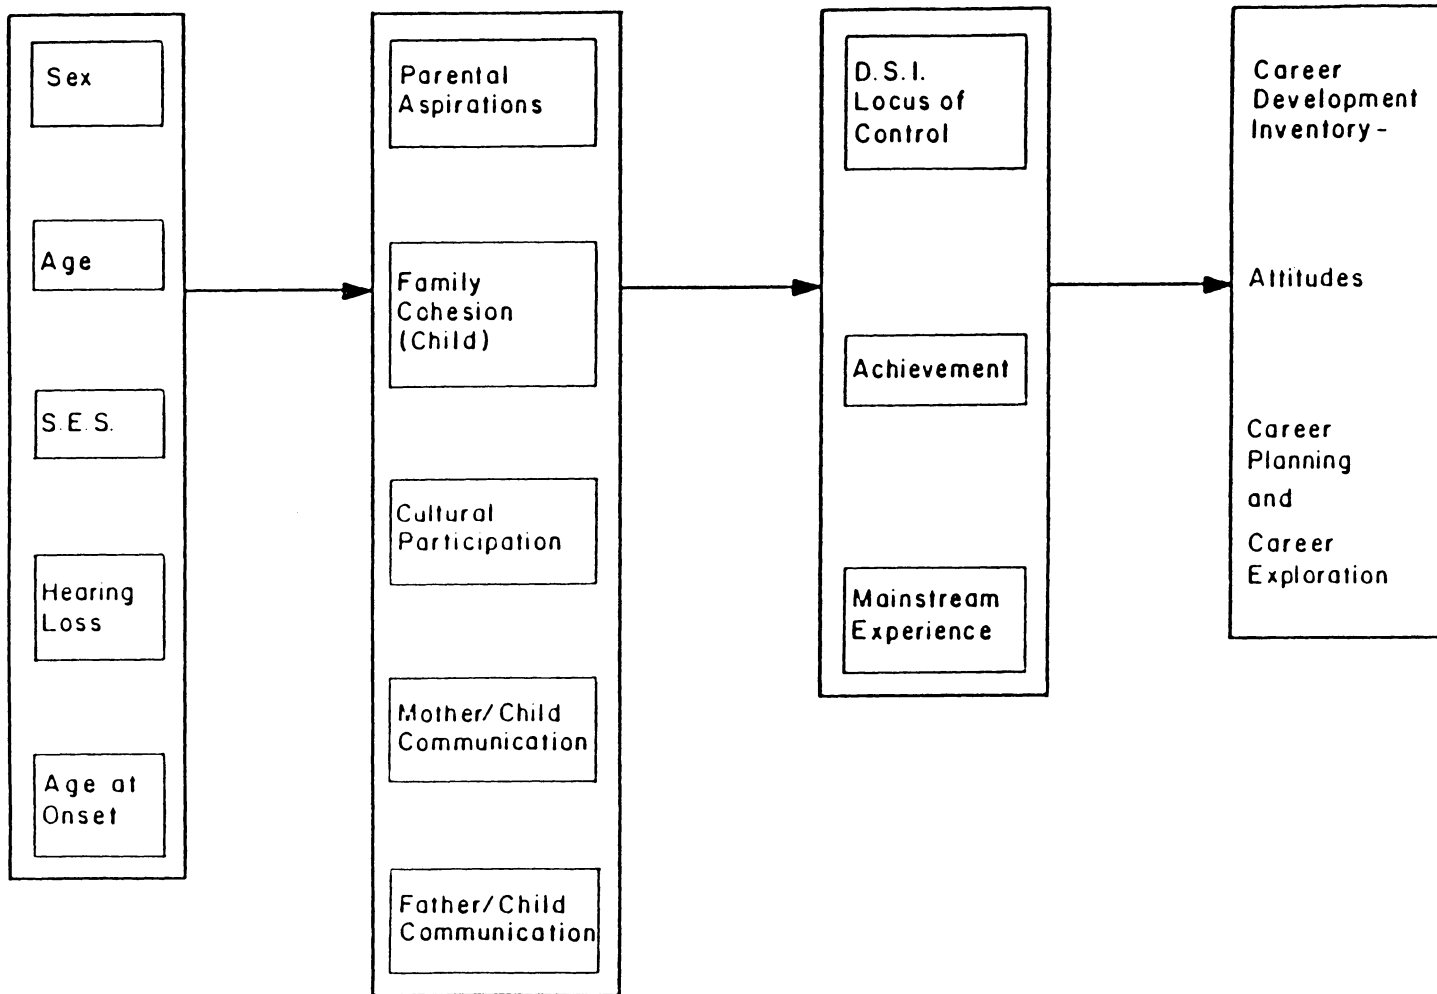 Sex
Age
S.E.S.
Hearing
Loss
Age at
Onset
Parental
Aspirations
Family
Cohesion
(Child)
Cultural
Participation
Mother/Child
Communication
Father/Child
Communication
D.S.I.
Locus of
Control
Achievement
Mainstream
Experience
Career
Development
Inventory-
Attitudes
Career
Planning
and
Career
Exploration